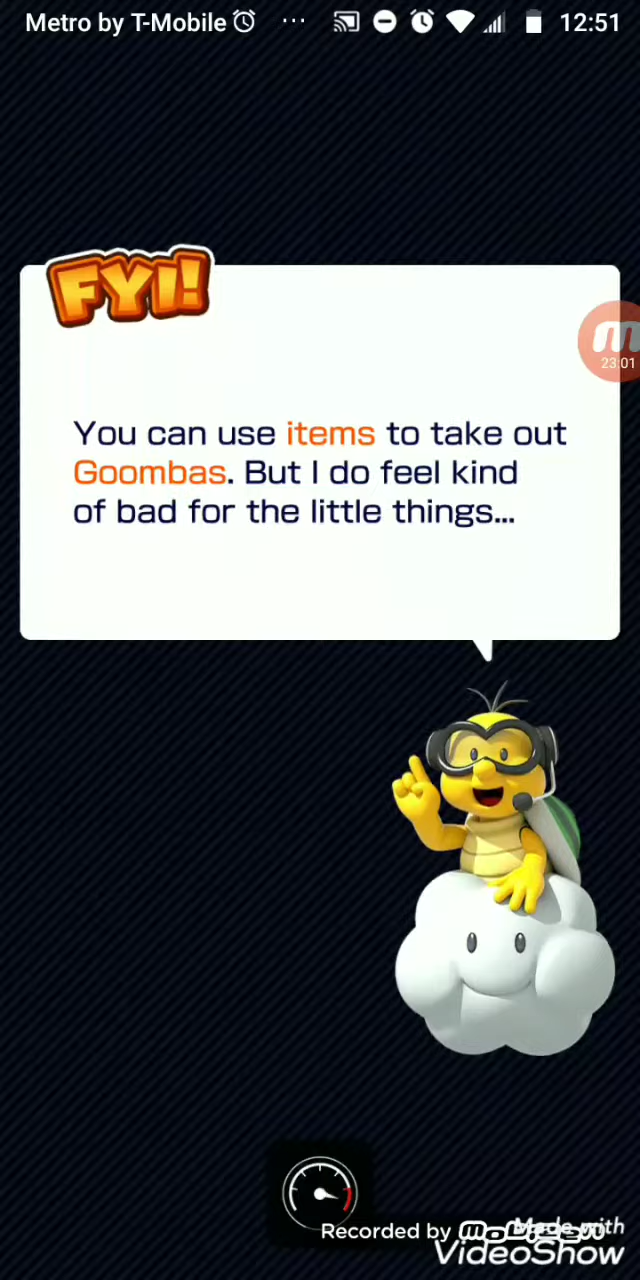 Metro by T-Mobile ... 12:51
FYI!
23:01
You can use items to take out
Goombas. But I do feel kind
of bad for the little things...
Recorded by
Made with
VideoShow